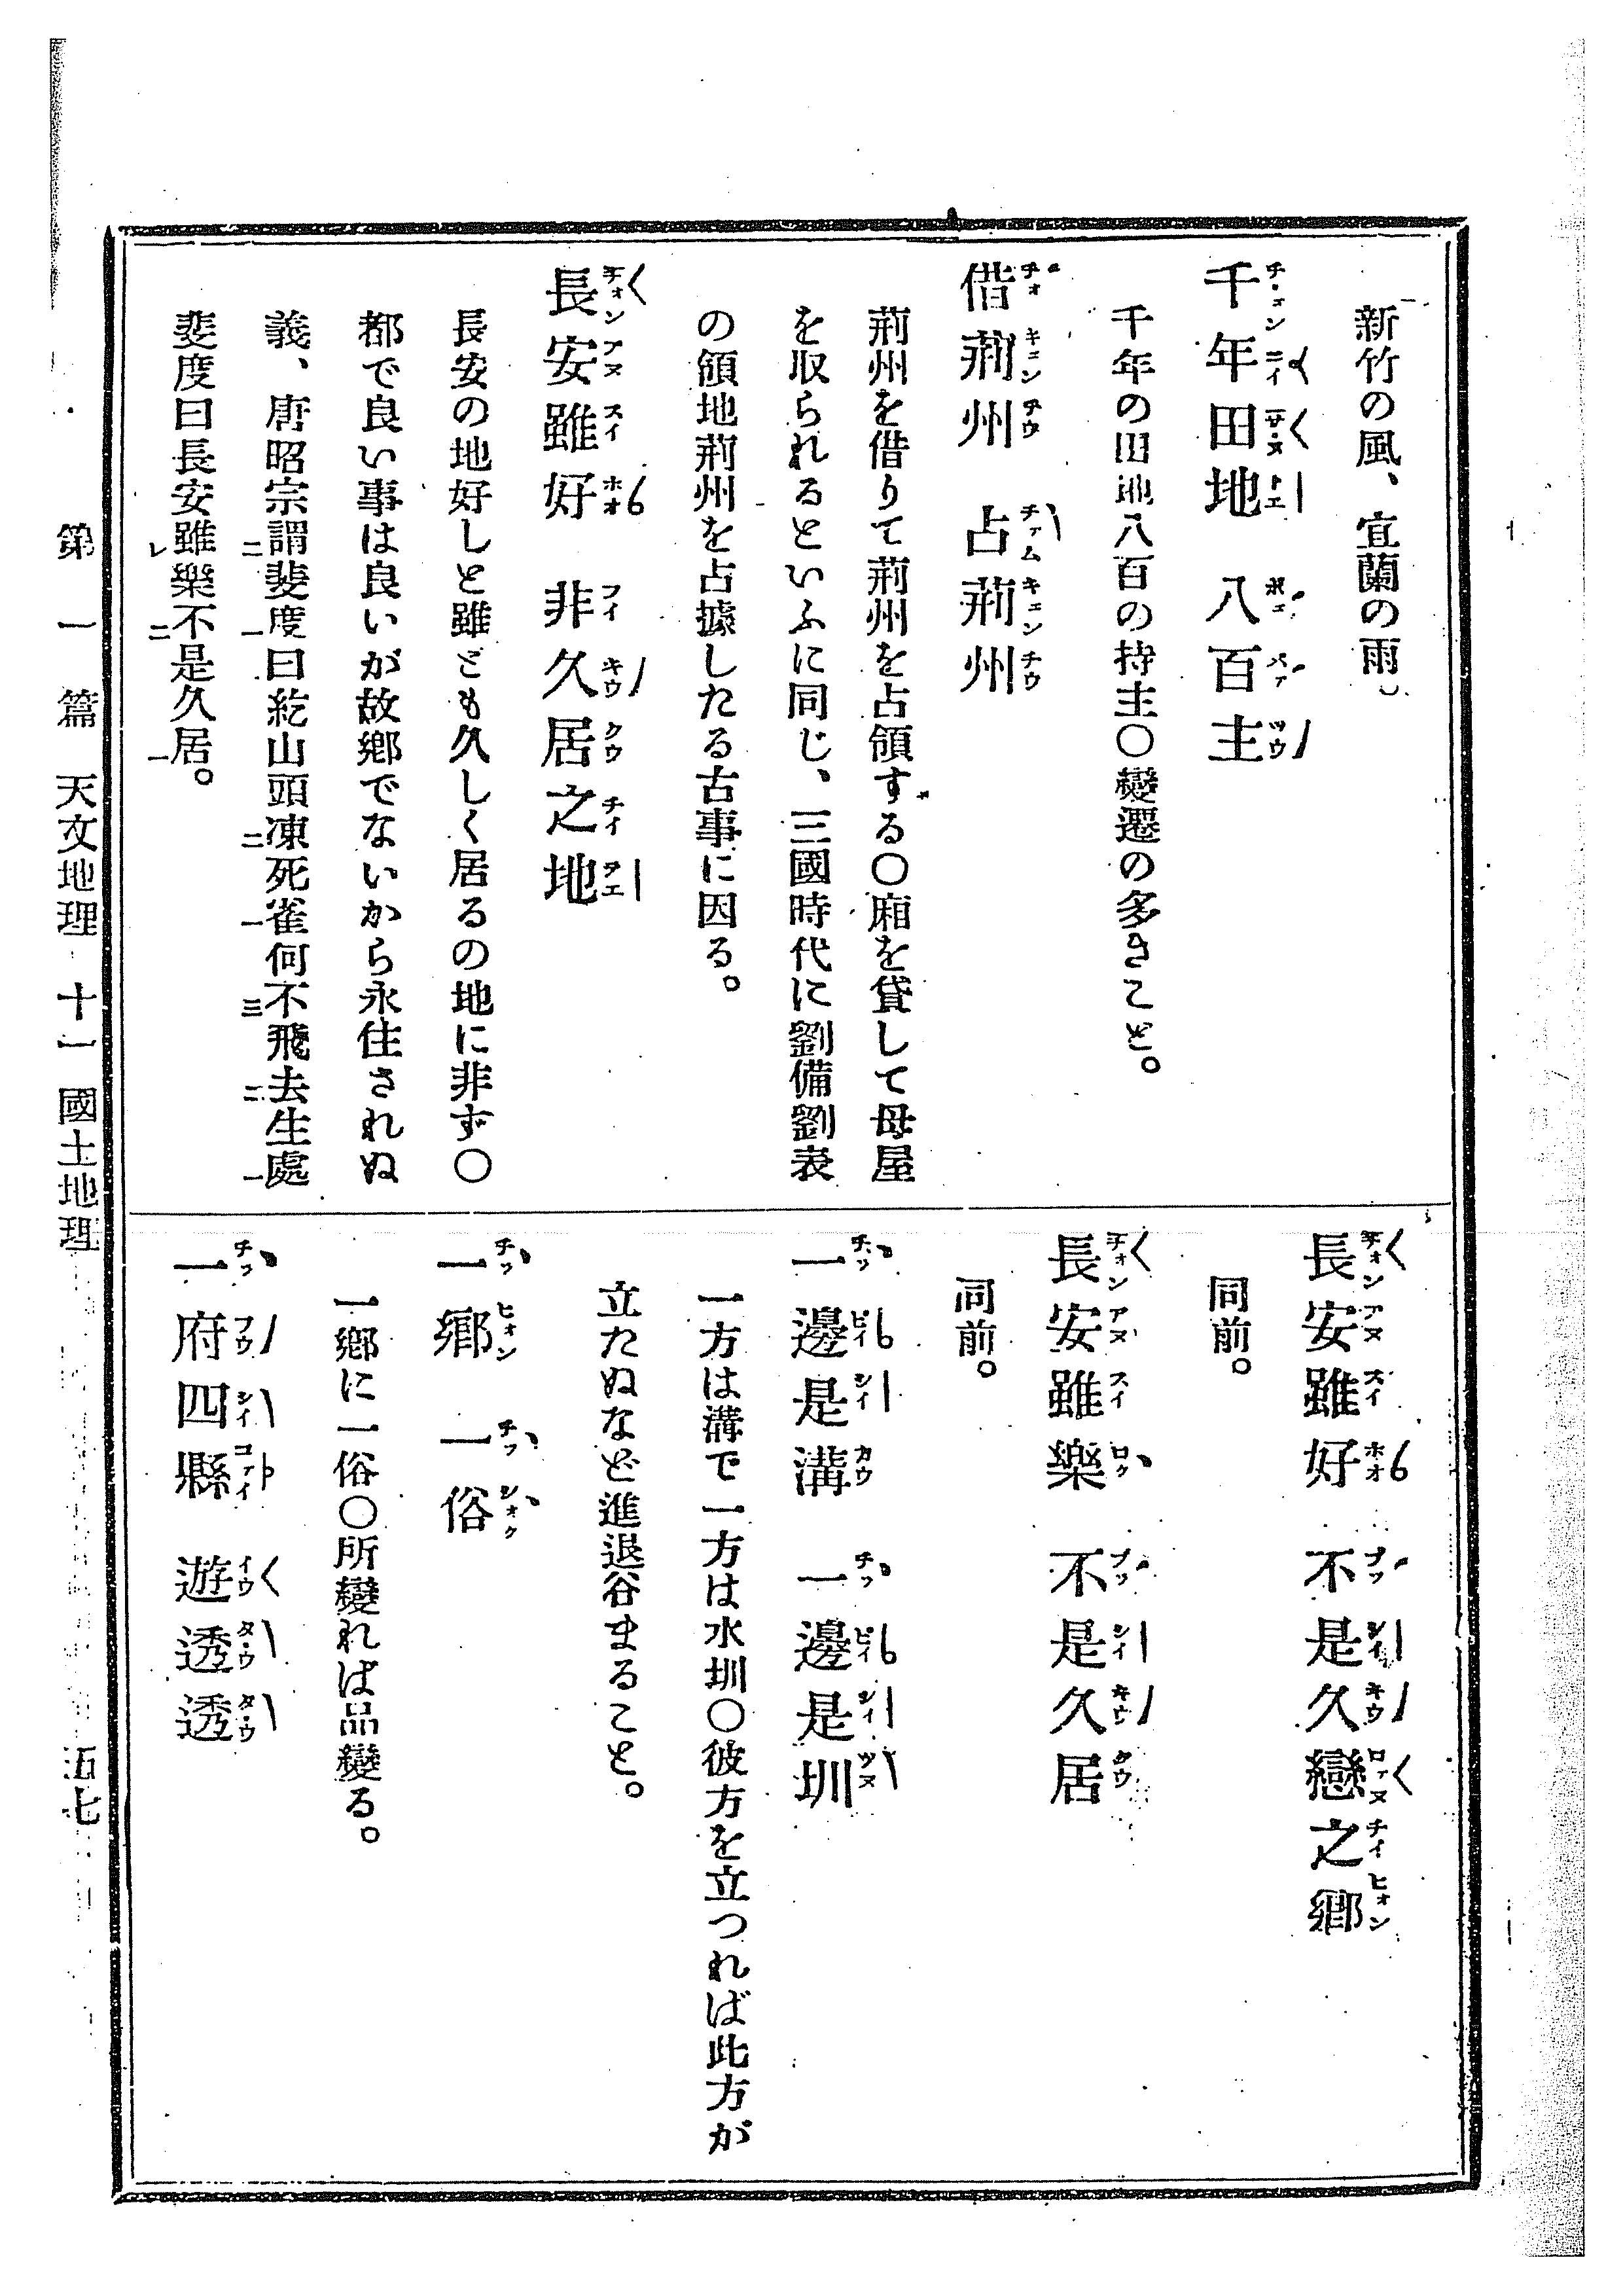 新竹の風、宜蘭の雨。
千年田地　八百主
千年の田地八百の持主〇變遷の多きこと。
借荊州　占荊州
荊州を借りて荊州を占領する〇廂を貸して母屋
を取られるといふに同じ、三國時代に劉備劉表
の領地荊州を占據したる古事に因る。
長安雖好　非久居之地
長安の地好しと雖ども久しく居るの地に非ず〇
都で良い事は良いが故鄕でないから永住されぬ
義、唐昭宗謂斐度曰紇山頭凍死雀何不飛去生處
斐度曰長安雖樂不是久居。
長安雖好　不是久戀之鄕
同前。
長安雖樂　不是久居
同前。
一邊是溝　一邊是圳
一方は溝で一方は水圳〇彼方を立つれば此方が
立たぬなど進退谷まること。
一鄕　一俗
一鄕に一俗〇所變れば品變る。
一府四縣　遊透透
第一篇　天文地理　十一　國土地理
五七